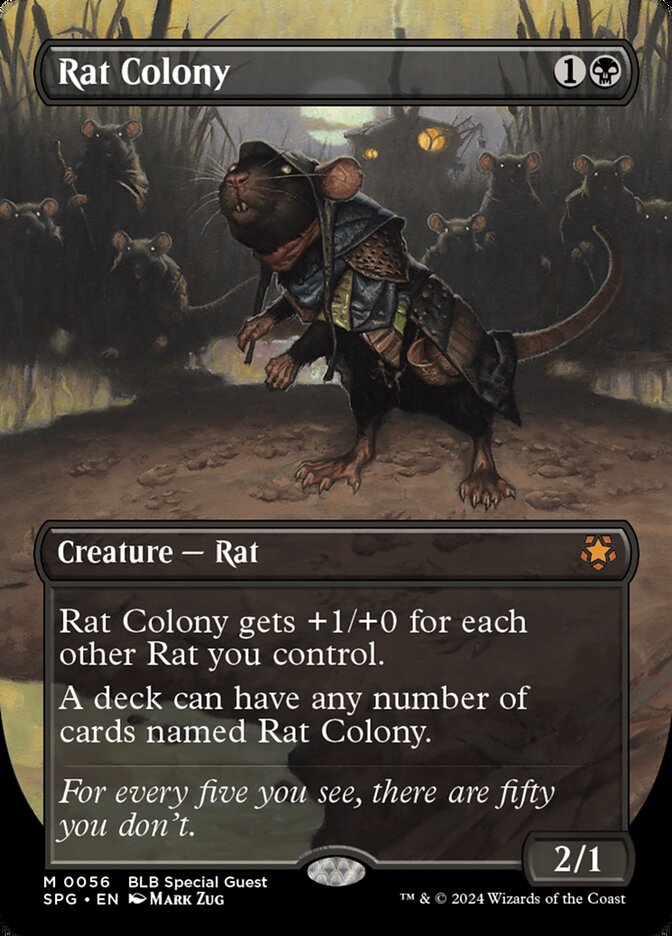 Rat Colony 1
Creature — Rat
Rat Colony gets +1/+0 for each
other Rat you control.
A deck can have any number of
cards named Rat Colony.
For every five you see, there are fifty
you don't.
2/1
M 0056 BLB Special Guest
SPG • EN Mark Zug
™ & © 2024 Wizards of the Coast